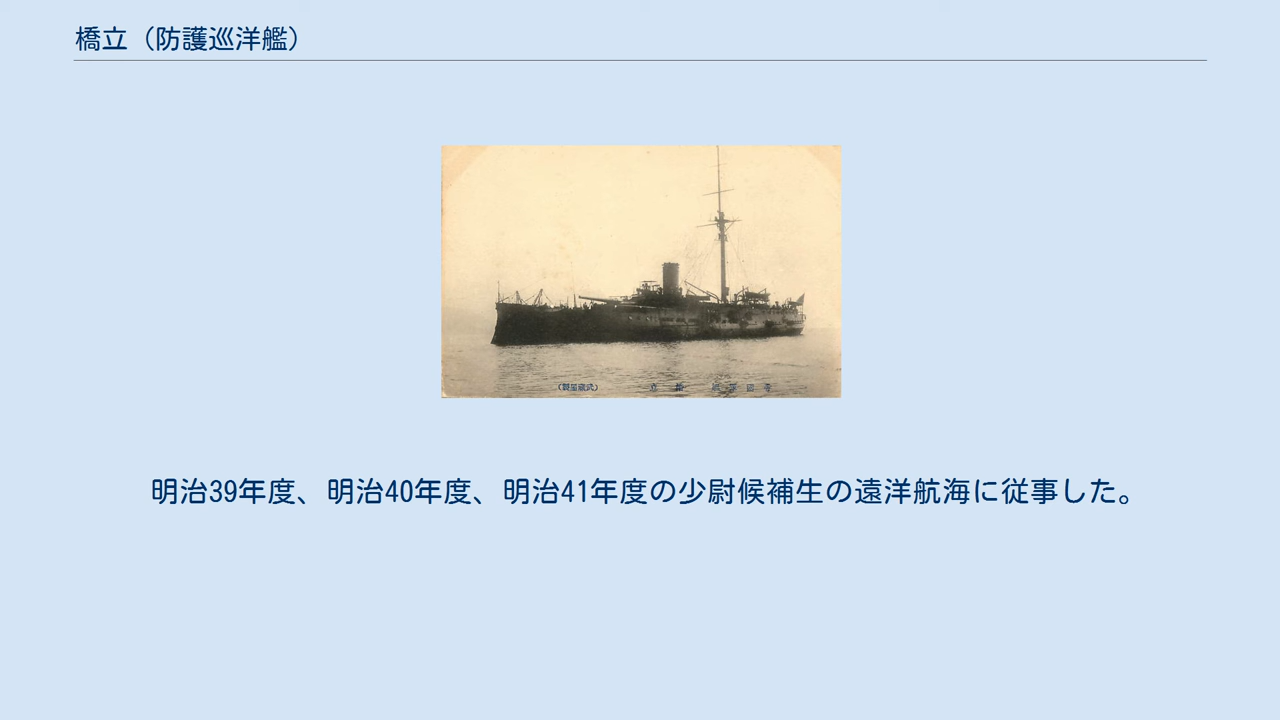 橋立（防護巡洋艦）
明治39年度、明治40年度、明治41年度の少尉候補生の遠洋航海に従事した。